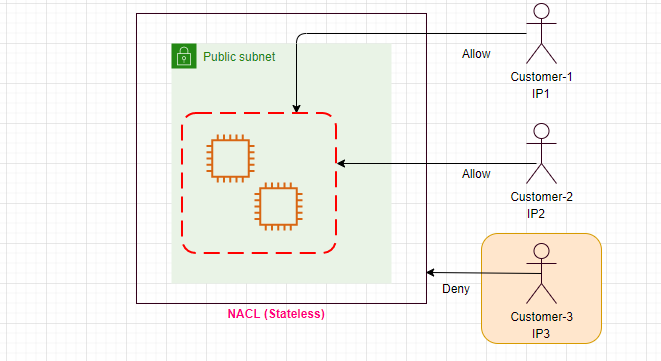 Public subnet
Allow
Customer-1
IP1
Allow
Customer-2
IP2
Deny
Customer-3
IP3
NACL (Stateless)